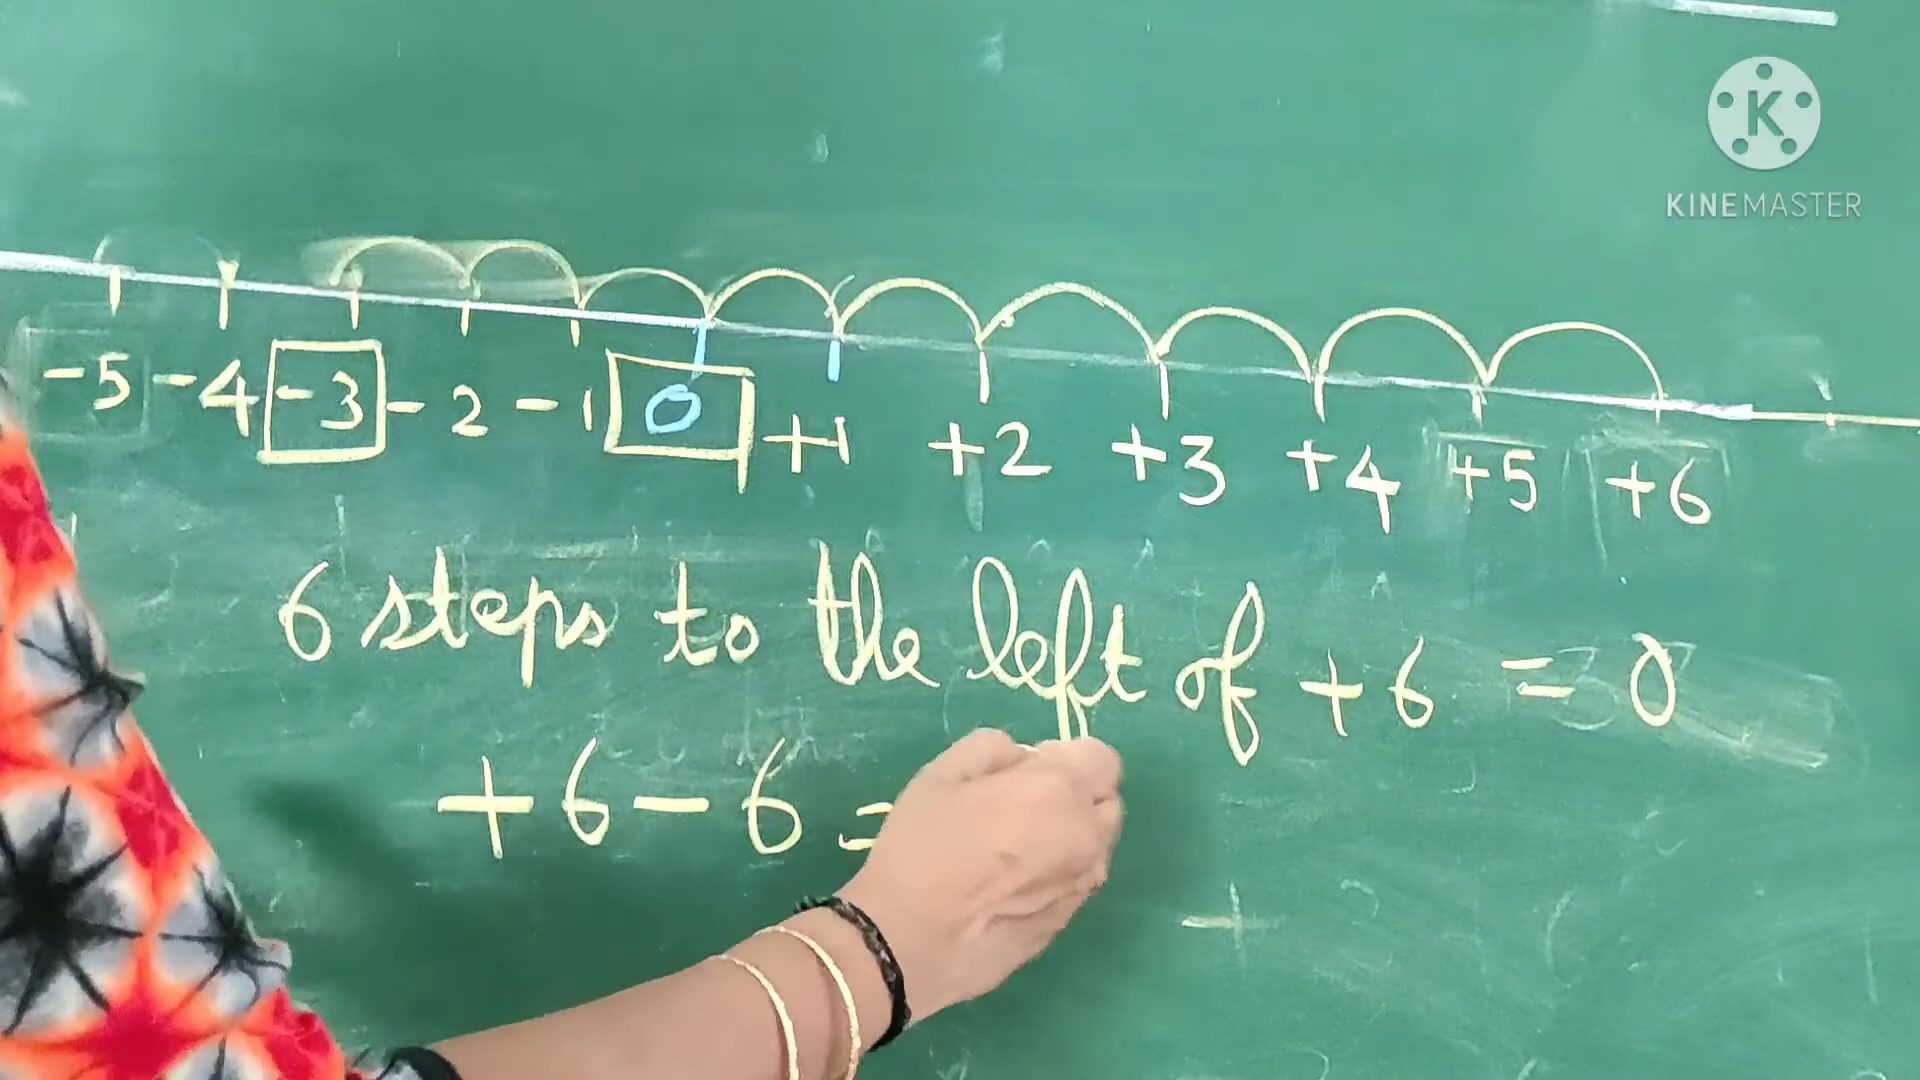 K
KINEMASTER
-5 -4 -3 -2 -1 0 +1 +2 +3 +4 +5 +6
6 steps to the left of +6 = 0
+6-6 =